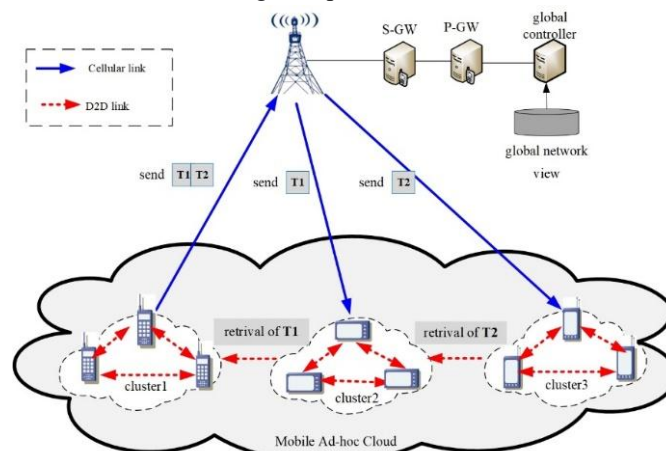 S-GW
P-GW
global
controller
Cellular link
D2D link
global network
view
send T1 T2
send T1
send T2
retrival of T1
retrival of T2
cluster1
cluster2
cluster3
Mobile Ad-hoc Cloud